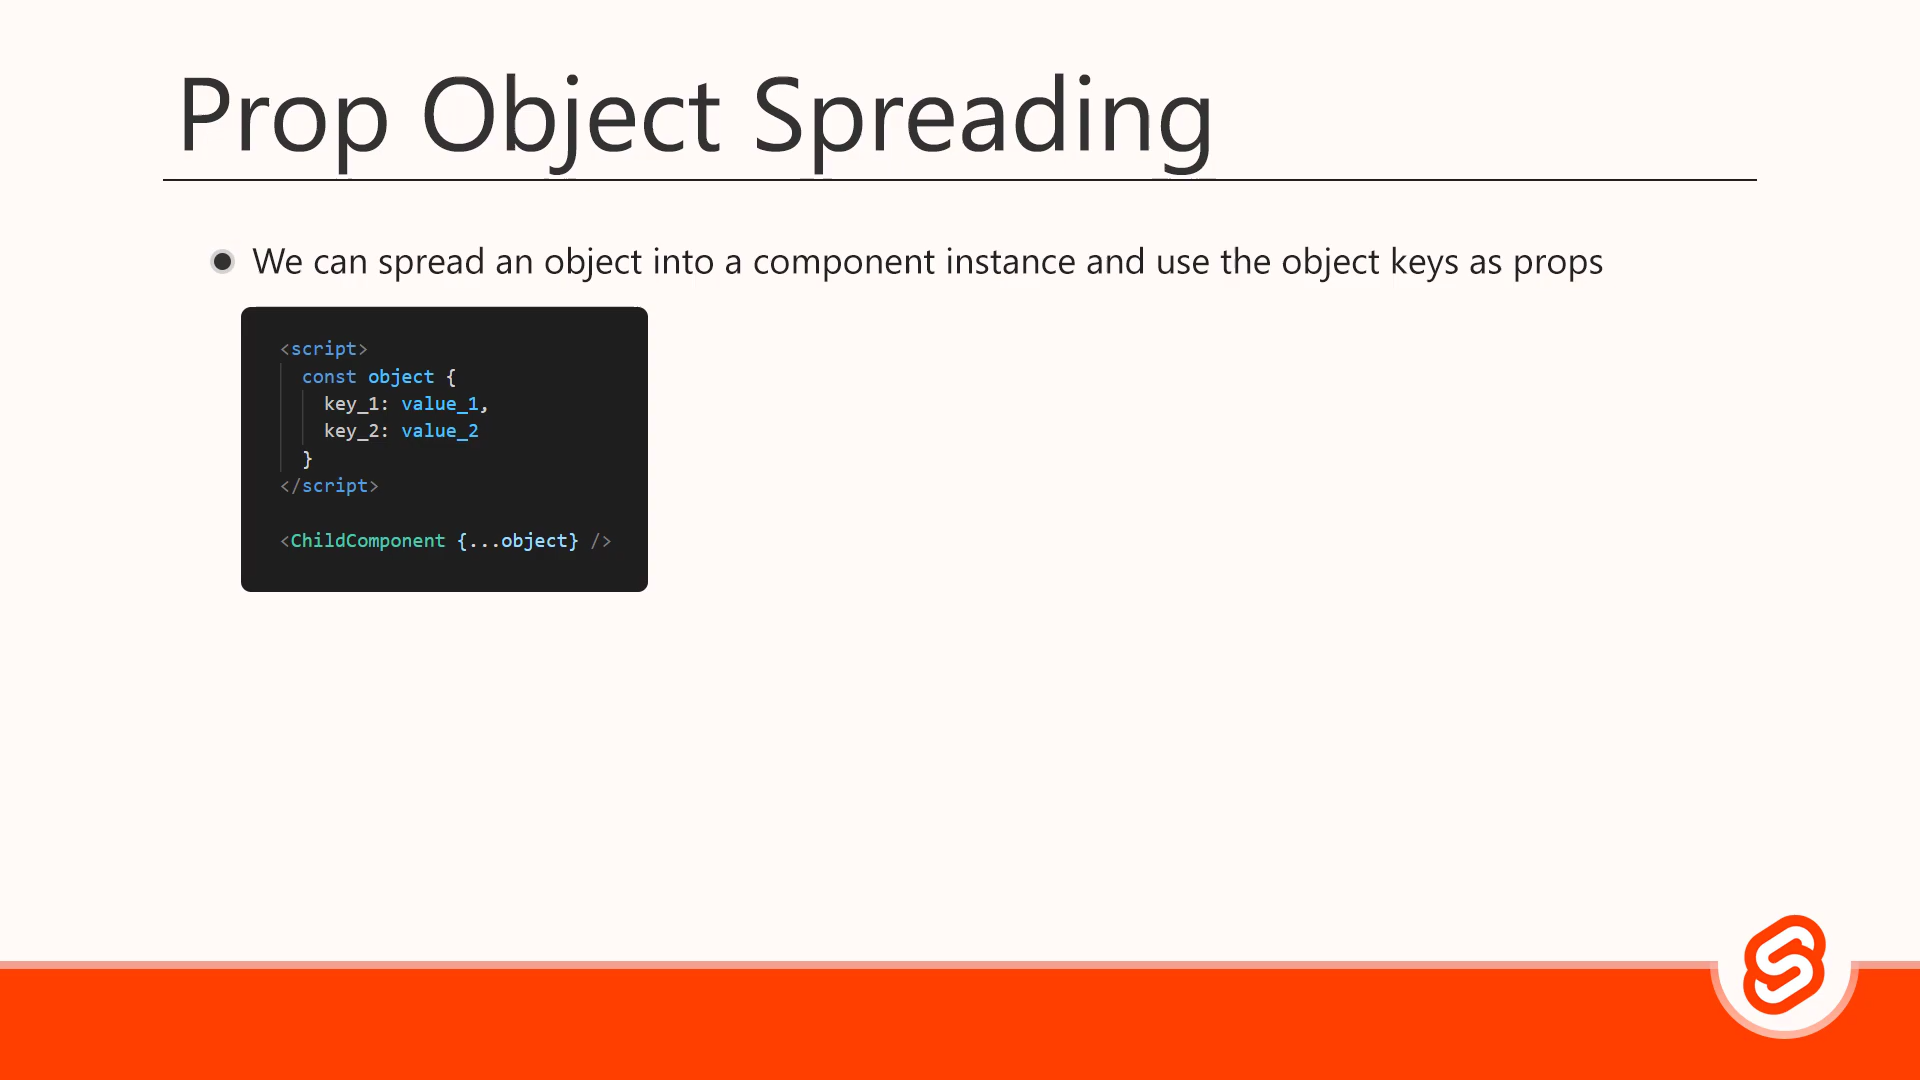 Prop Object Spreading
We can spread an object into a component instance and use the object keys as props
<script>
const object {
key_1: value_1,
key_2: value_2
}
</script>
<ChildComponent {...object} />